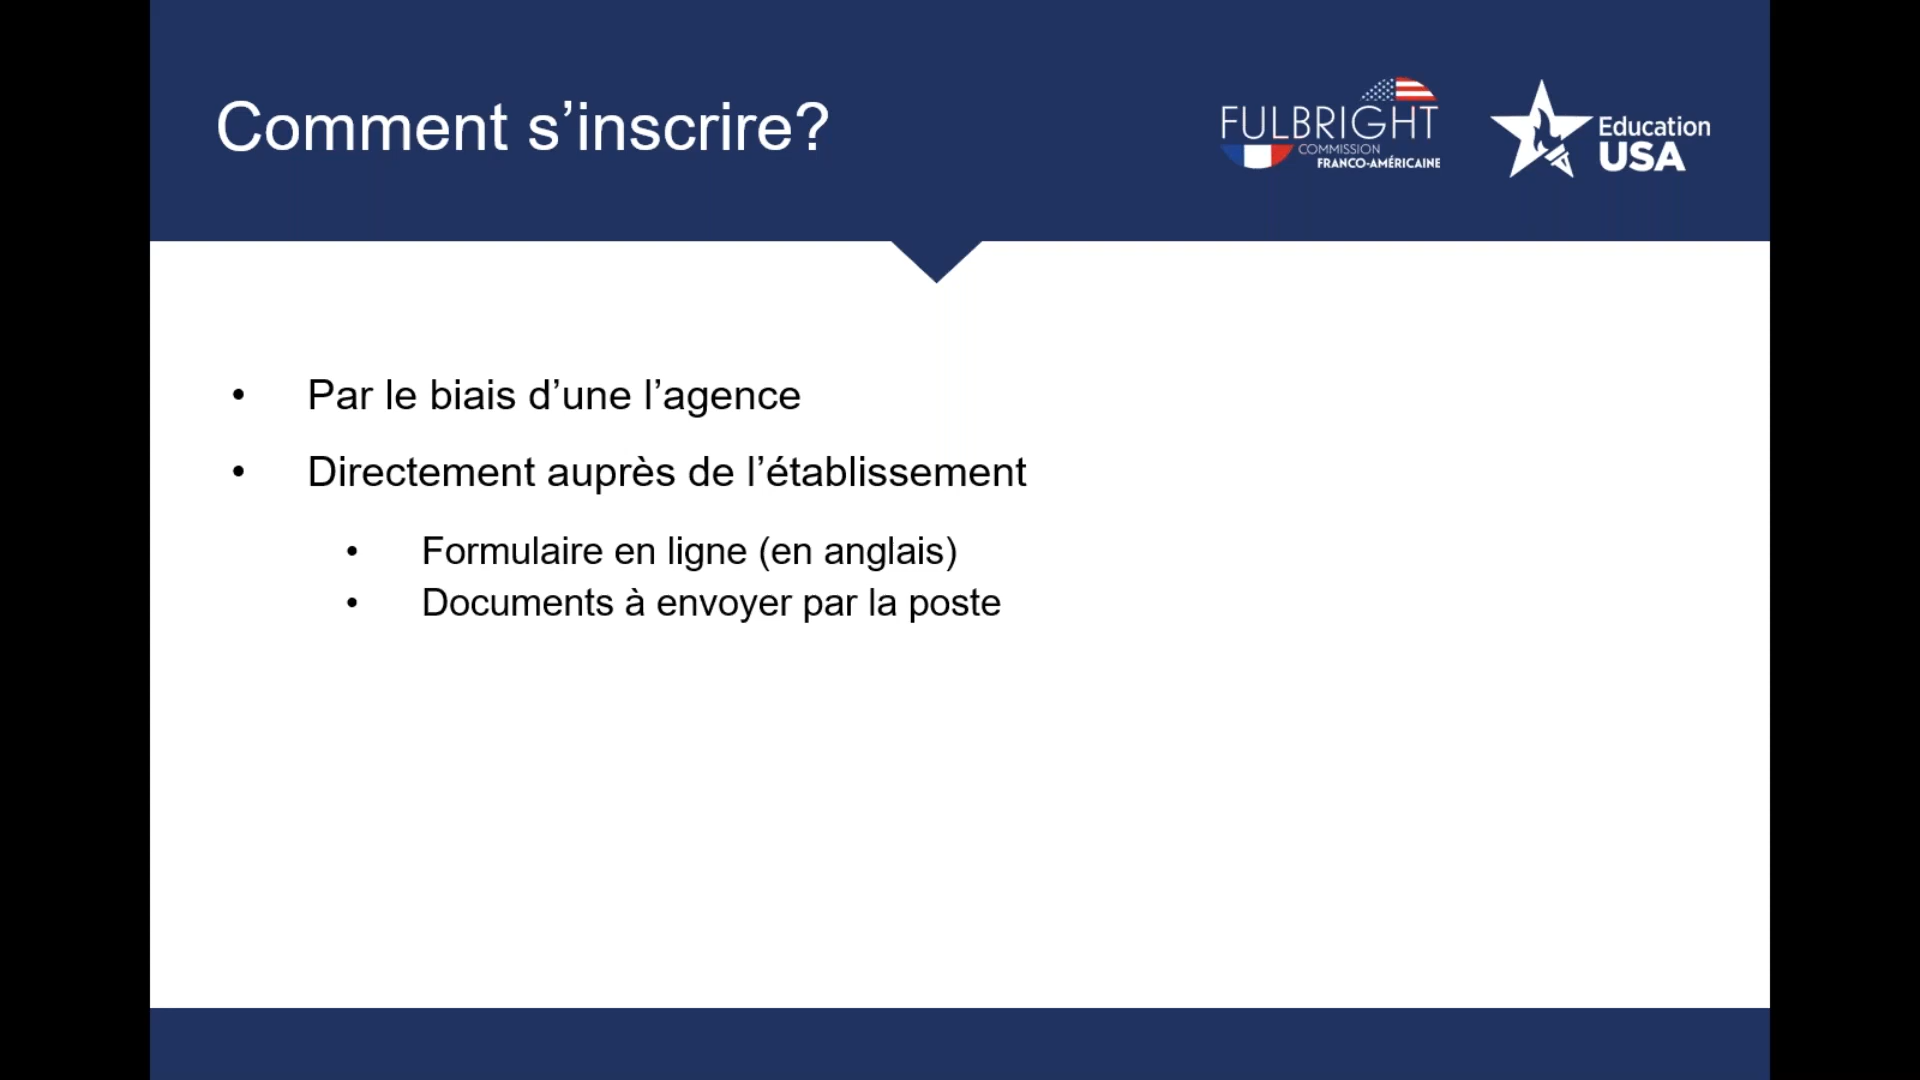 Comment s’inscrire?
FULBRIGHT
COMMISSION
FRANCO-AMÉRICAINE
Education
USA
• Par le biais d’une l’agence
• Directement auprès de l’établissement
• Formulaire en ligne (en anglais)
• Documents à envoyer par la poste